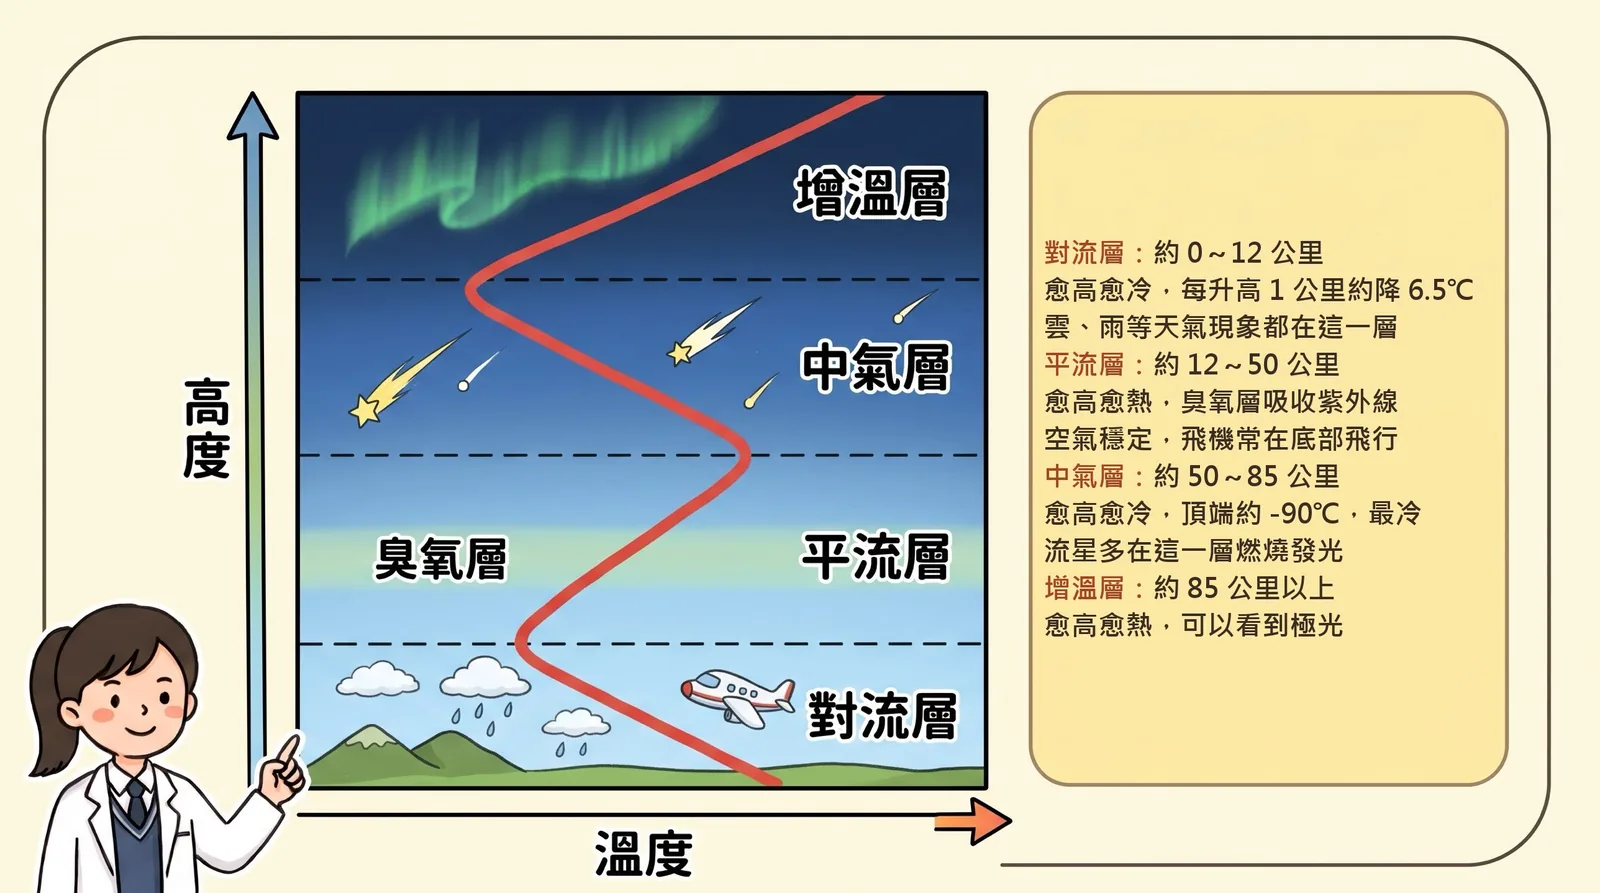 增溫層
中氣層
臭氧層
平流層
對流層
高度
溫度
對流層：約 0~12 公里
愈高愈冷，每升高 1 公里約降 6.5℃
雲、雨等天氣現象都在這一層
平流層：約 12~50 公里
愈高愈熱，臭氧層吸收紫外線
空氣穩定，飛機常在底部飛行
中氣層：約 50~85 公里
愈高愈冷，頂端約 -90℃，最冷
流星多在這一層燃燒發光
增溫層：約 85 公里以上
愈高愈熱，可以看到極光